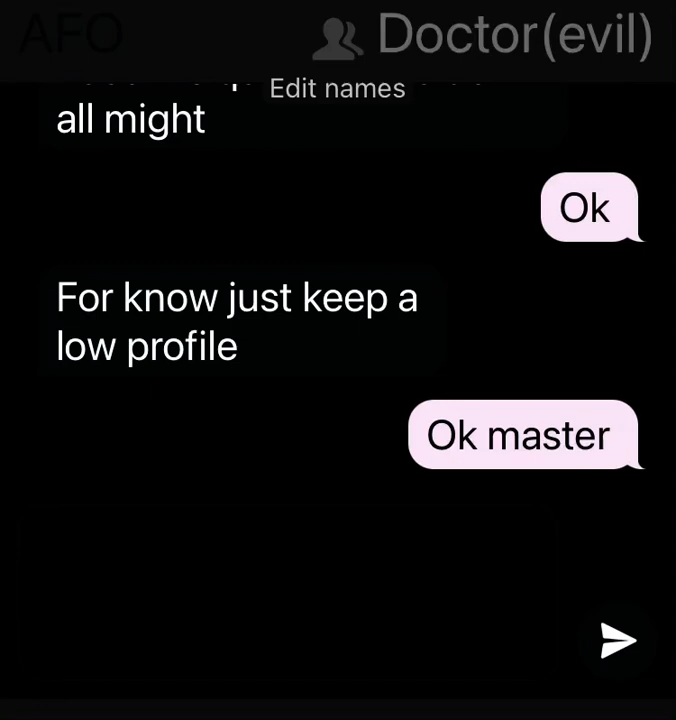 AFO
Doctor(evil)
Edit names
all might
Ok
For know just keep a
low profile
Ok master